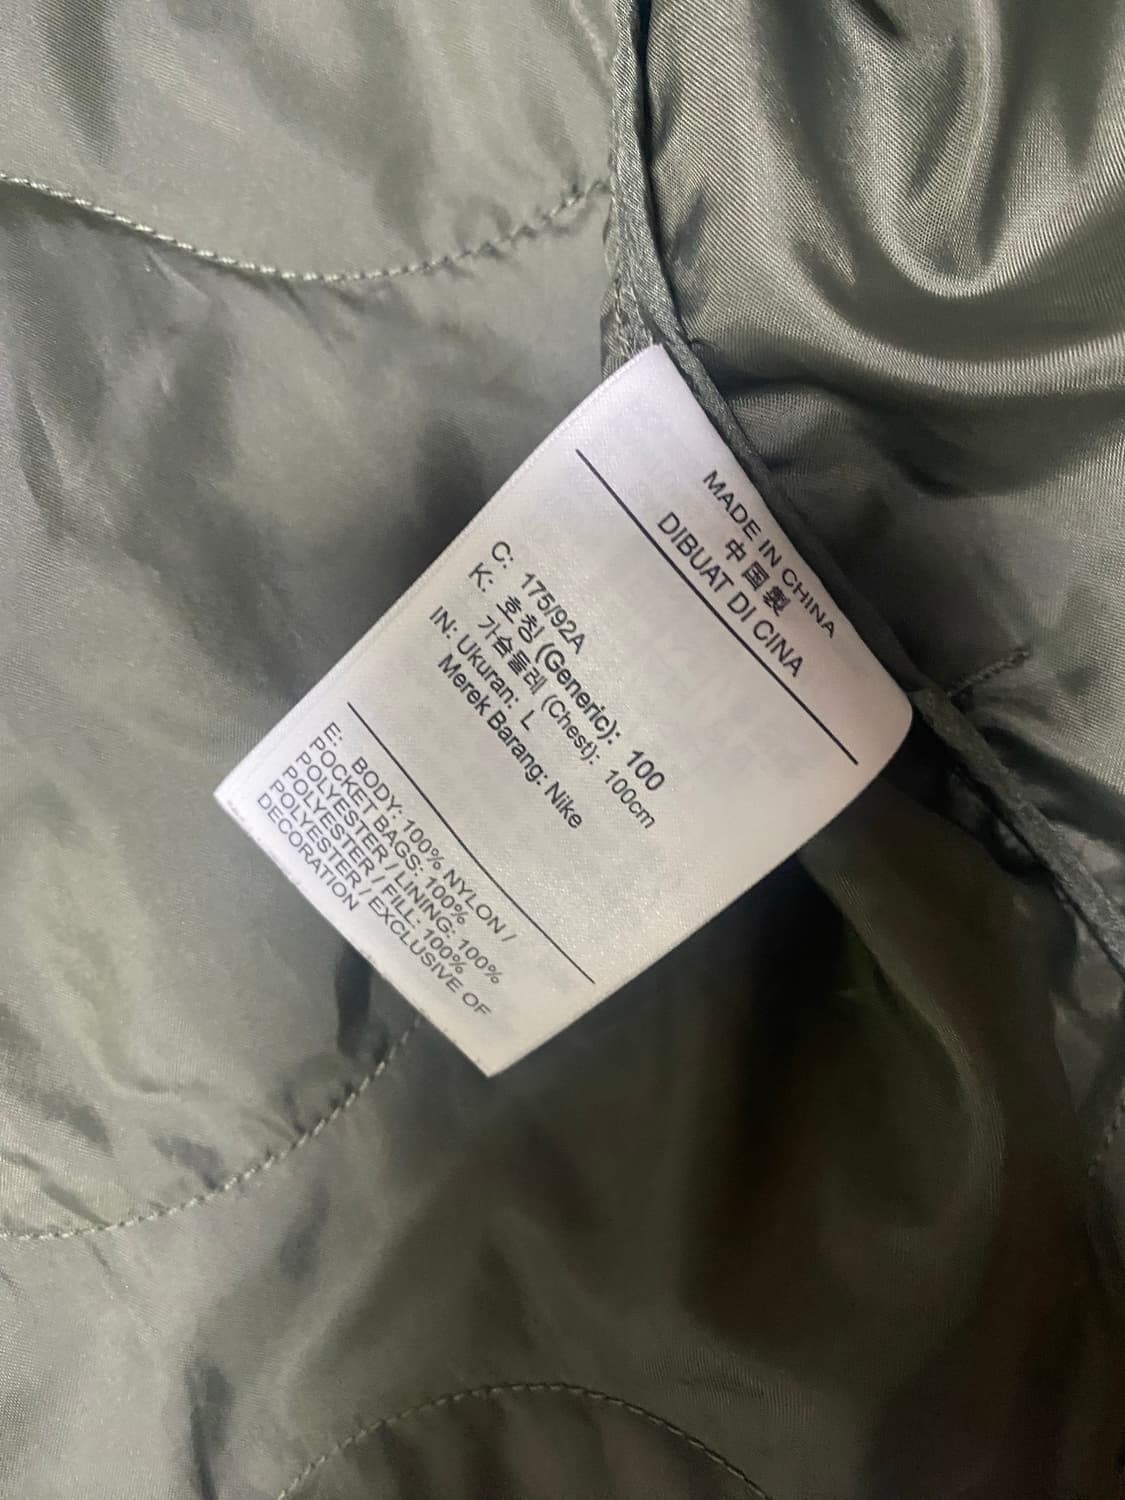 MADE IN CHINA
中国製
DIBUAT DI CINA
C: 175/92A
K: 호칭 (Generic): 100
가슴둘레 (Chest): 100cm
IN: Ukuran: L
Merek Barang: Nike
E: BODY: 100% NYLON /
POCKET BAGS: 100%
POLYESTER / LINING: 100%
POLYESTER / FILL: 100%
POLYESTER / EXCLUSIVE OF
DECORATION